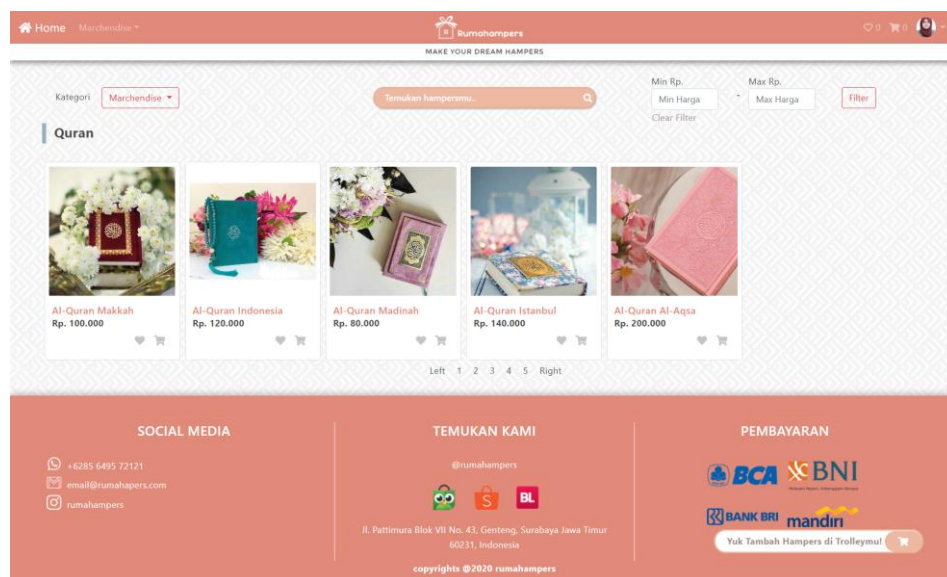 Home Marchendise
Rumahampers
0 0
MAKE YOUR DREAM HAMPERS
Kategori Marchendise
Temukan hampersmu..
Min Rp. Max Rp.
Min Harga - Max Harga
Filter
Clear Filter
Quran
Al-Quran Makkah
Rp. 100.000
Al-Quran Indonesia
Rp. 120.000
Al-Quran Madinah
Rp. 80.000
Al-Quran Istanbul
Rp. 140.000
Al-Quran Al-Aqsa
Rp. 200.000
Left 1 2 3 4 5 Right
SOCIAL MEDIA
+6285 6495 72121
email@rumahapers.com
rumahampers
TEMUKAN KAMI
@rumahampers
S
BL
Jl. Pattimura Blok VII No. 43, Genteng, Surabaya Jawa Timur
60231, Indonesia
copyrights @2020 rumahampers
PEMBAYARAN
BCA BNI
BANK BRI mandiri
Yuk Tambah Hampers di Trolleymu!